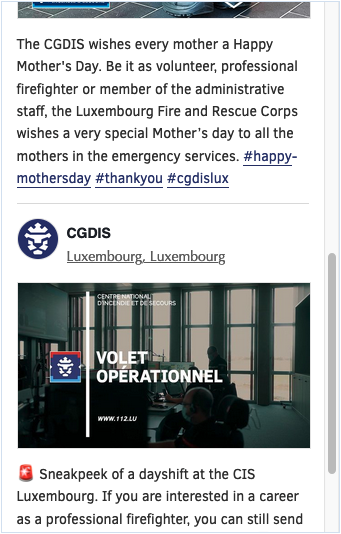 The CGDIS wishes every mother a Happy
Mother's Day. Be it as volunteer, professional
firefighter or member of the administrative
staff, the Luxembourg Fire and Rescue Corps
wishes a very special Mother's day to all the
mothers in the emergency services. #happy-
mothersday #thankyou #cgdislux
CGDIS
Luxembourg, Luxembourg
CENTRE NATIONAL
D'INCENDIE ET DE SECOURS
VOLET
OPÉRATIONNEL
WWW.112.LU
🚨 Sneakpeek of a dayshift at the CIS
Luxembourg. If you are interested in a career
as a professional firefighter, you can still send